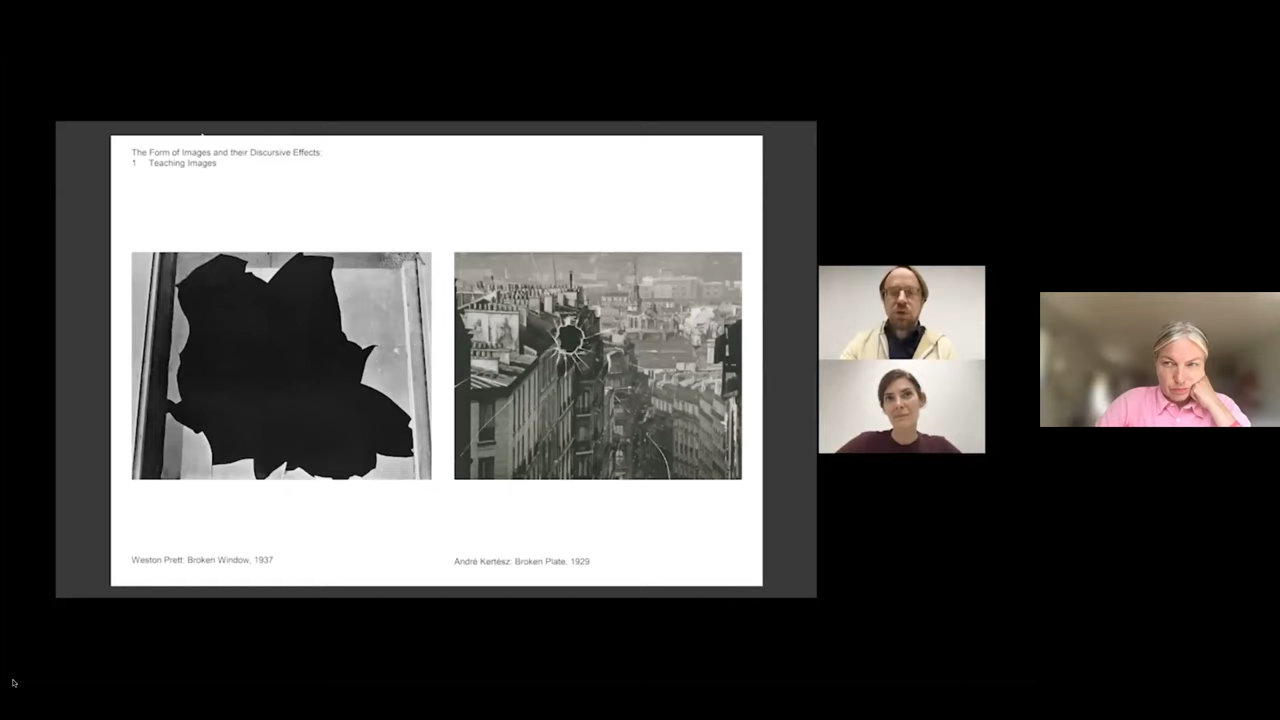 The Form of Images and their Discursive Effects:
1 Teaching Images
Weston Prett: Broken Window, 1937
André Kertész: Broken Plate, 1929